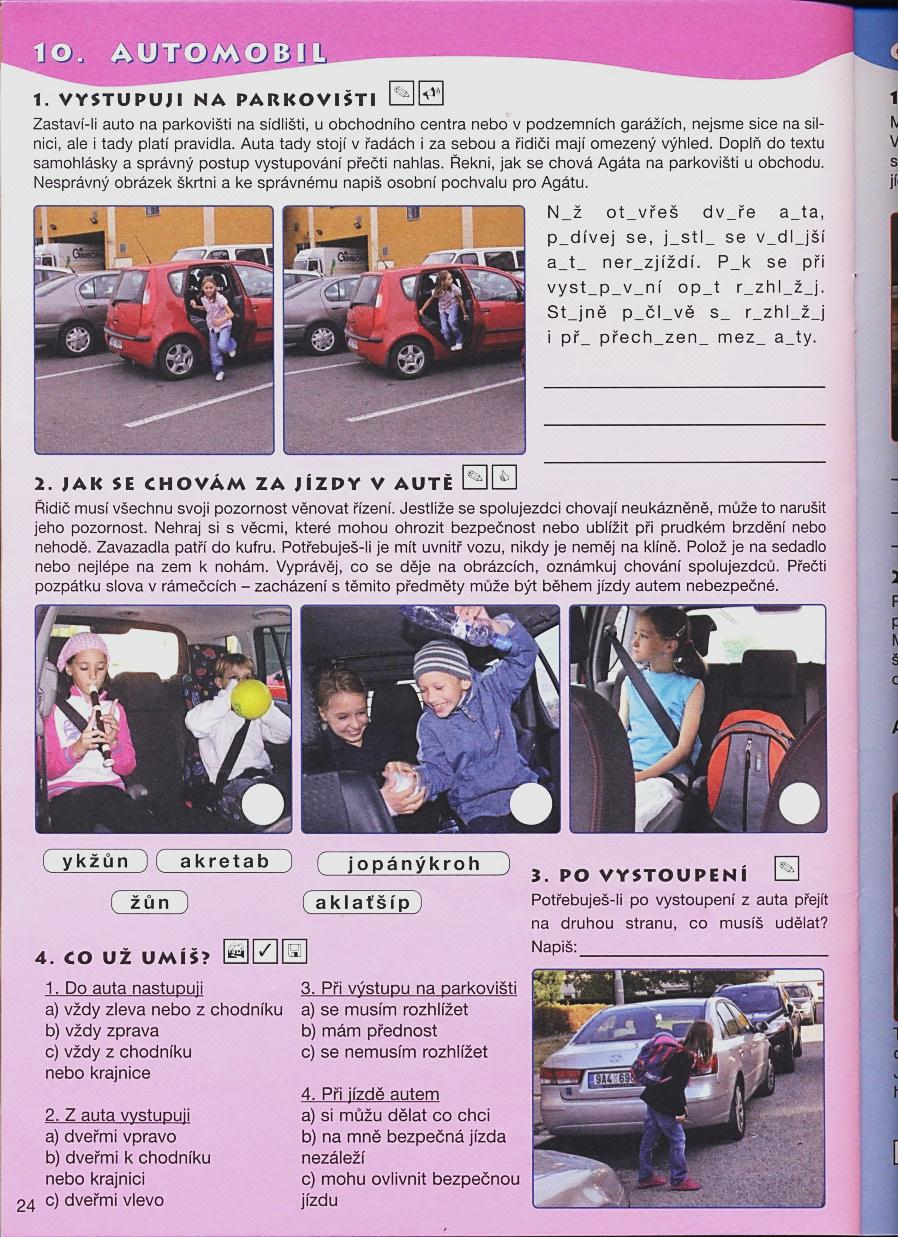 10. AUTOMOBIL
1. VYSTUPUJI NA PARKOVIŠTI
Zastaví-li auto na parkovišti na sídlišti, u obchodního centra nebo v podzemních garážích, nejsme sice na sil-
nici, ale i tady platí pravidla. Auta tady stojí v řadách i za sebou a řidiči mají omezený výhled. Doplň do textu
samohlásky a správný postup vystupování přečti nahlas. Řekni, jak se chová Agáta na parkovišti u obchodu.
Nesprávný obrázek škrtni a ke správnému napiš osobní pochvalu pro Agátu.
N_ž ot_vřeš dv_ře a_ta,
p_dívej se, j_stl_ se v_dl_jší
a_t_ ner_zjíždí. P_k se při
vyst_p_v_ní op_t r_zhl_ž_j.
St_jně p_čl_vě s_ r_zhl_ž_j
i př_ přech_zen_ mez_ a_ty.
2. JAK SE CHOVÁM ZA JÍZDY V AUTĚ
Řidič musí všechnu svoji pozornost věnovat řízení. Jestliže se spolujezdci chovají neukázněně, může to narušit
jeho pozornost. Nehraj si s věcmi, které mohou ohrozit bezpečnost nebo ublížit při prudkém brzdění nebo
nehodě. Zavazadla patří do kufru. Potřebuješ-li je mít uvnitř vozu, nikdy je neměj na klíně. Polož je na sedadlo
nebo nejlépe na zem k nohám. Vyprávěj, co se děje na obrázcích, oznámkuj chování spolujezdců. Přečti
pozpátku slova v rámečcích – zacházení s těmito předměty může být během jízdy autem nebezpečné.
ykžůn
akretab
jopánýkroh
žůn
aklaťšíp
3. PO VYSTOUPENÍ
Potřebuješ-li po vystoupení z auta přejít
na druhou stranu, co musíš udělat?
Napiš:
4. CO UŽ UMÍŠ?
1. Do auta nastupuji
a) vždy zleva nebo z chodníku
b) vždy zprava
c) vždy z chodníku
nebo krajnice
2. Z auta vystupuji
a) dveřmi vpravo
b) dveřmi k chodníku
nebo krajnici
c) dveřmi vlevo
3. Při výstupu na parkovišti
a) se musím rozhlížet
b) mám přednost
c) se nemusím rozhlížet
4. Při jízdě autem
a) si můžu dělat co chci
b) na mně bezpečná jízda
nezáleží
c) mohu ovlivnit bezpečnou
jízdu
24